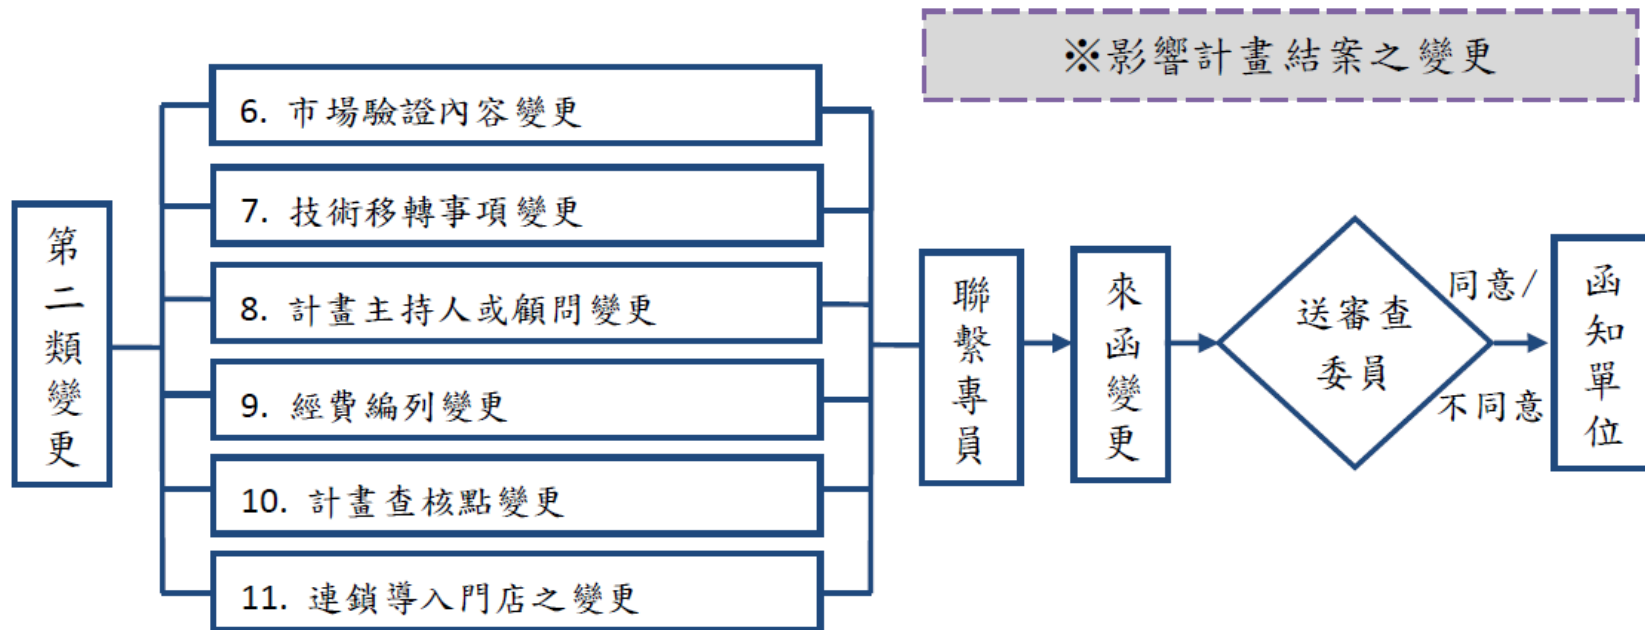 ※影響計畫結案之變更
第二類變更
6. 市場驗證內容變更
7. 技術移轉事項變更
8. 計畫主持人或顧問變更
9. 經費編列變更
10. 計畫查核點變更
11. 連鎖導入門店之變更
聯繫專員
來函變更
送審查
委員
同意/
不同意
函知單位